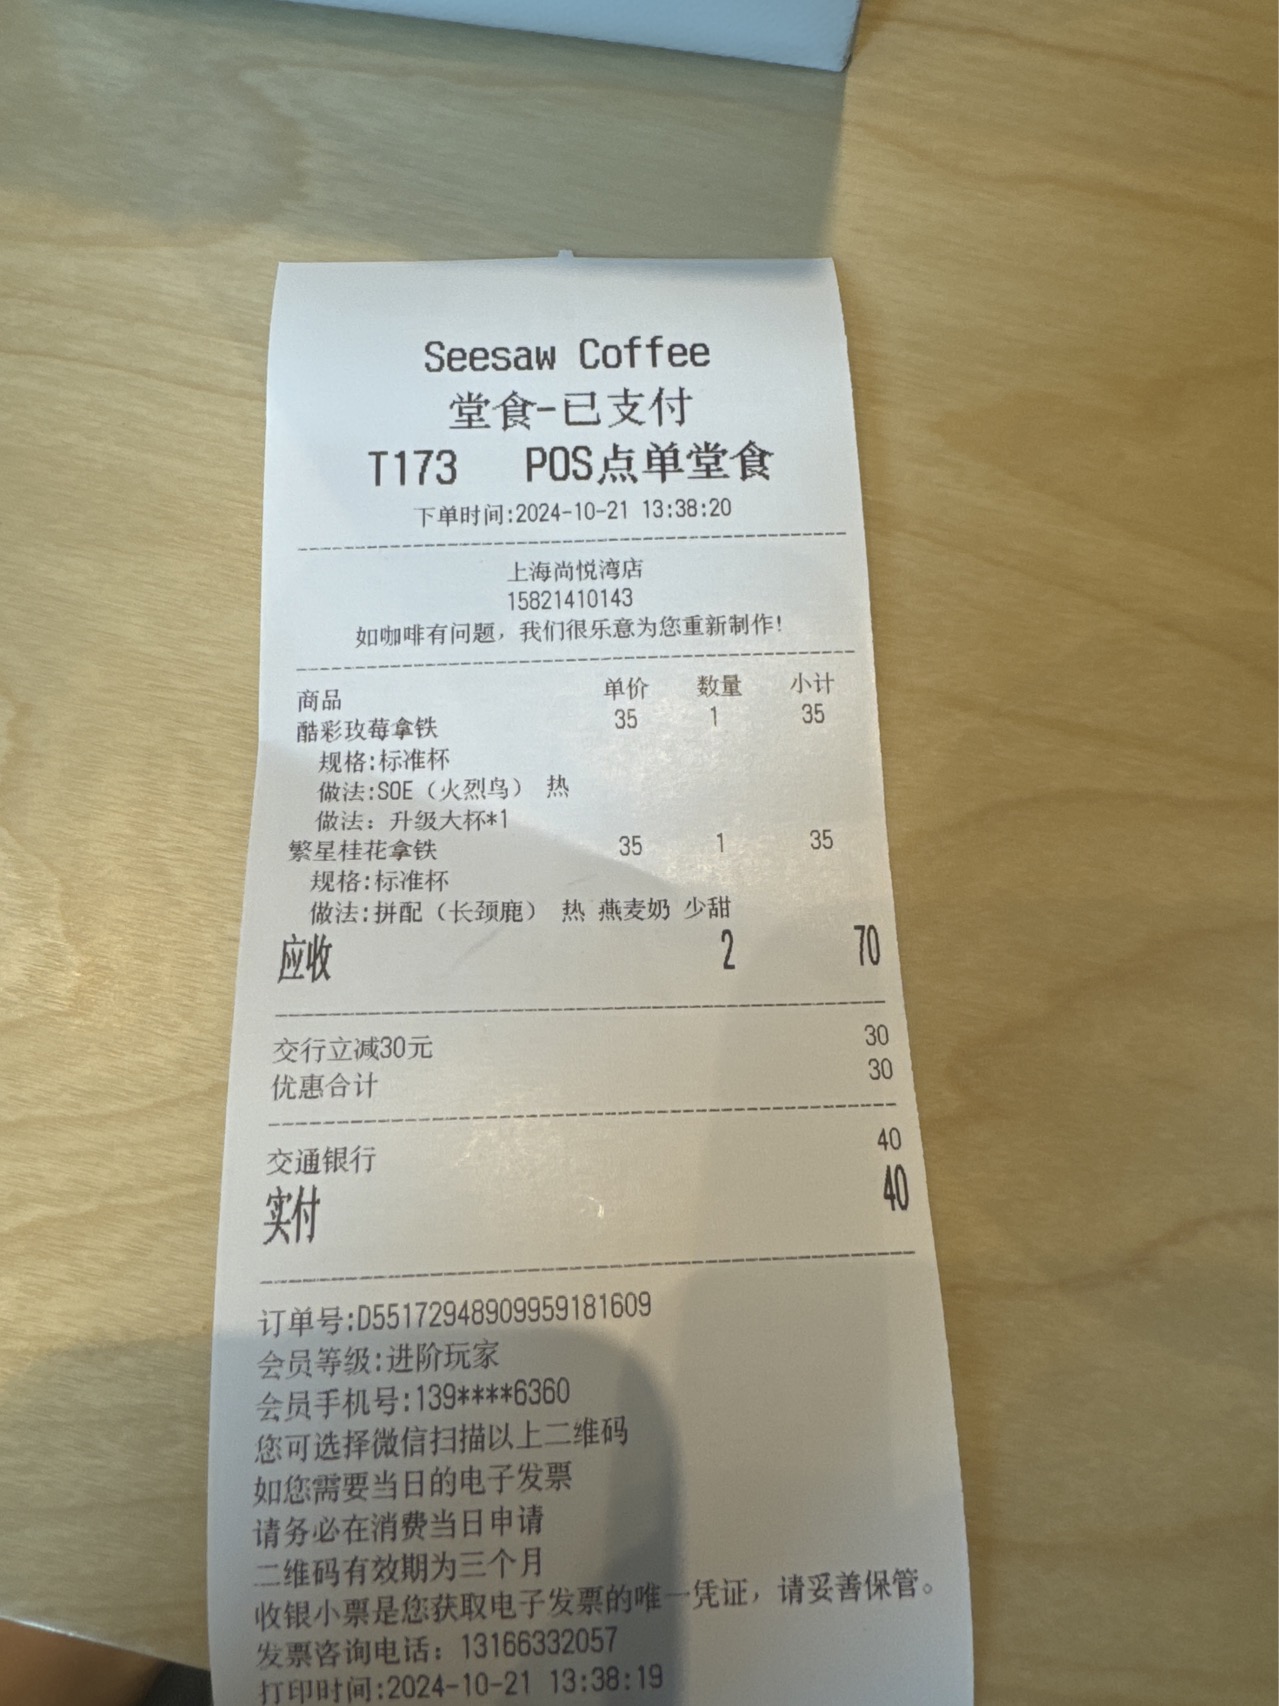 Seesaw Coffee
堂食-已支付
T173 POS点单堂食
下单时间:2024-10-21 13:38:20
上海尚悦湾店
15821410143
如咖啡有问题，我们很乐意为您重新制作!
商品 单价 数量 小计
酷彩玫莓拿铁 35 1 35
规格:标准杯
做法:SOE（火烈鸟） 热
做法：升级大杯*1
繁星桂花拿铁 35 1 35
规格:标准杯
做法:拼配（长颈鹿） 热 燕麦奶 少甜
应收 2 70
交行立减30元 30
优惠合计 30
交通银行 40
实付 40
订单号:D551729489099591​81609
会员等级:进阶玩家
会员手机号:139****6360
您可选择微信扫描以上二维码
如您需要当日的电子发票
请务必在消费当日申请
二维码有效期为三个月
收银小票是您获取电子发票的唯一凭证，请妥善保管。
发票咨询电话：13166332057
打印时间:2024-10-21 13:38:19